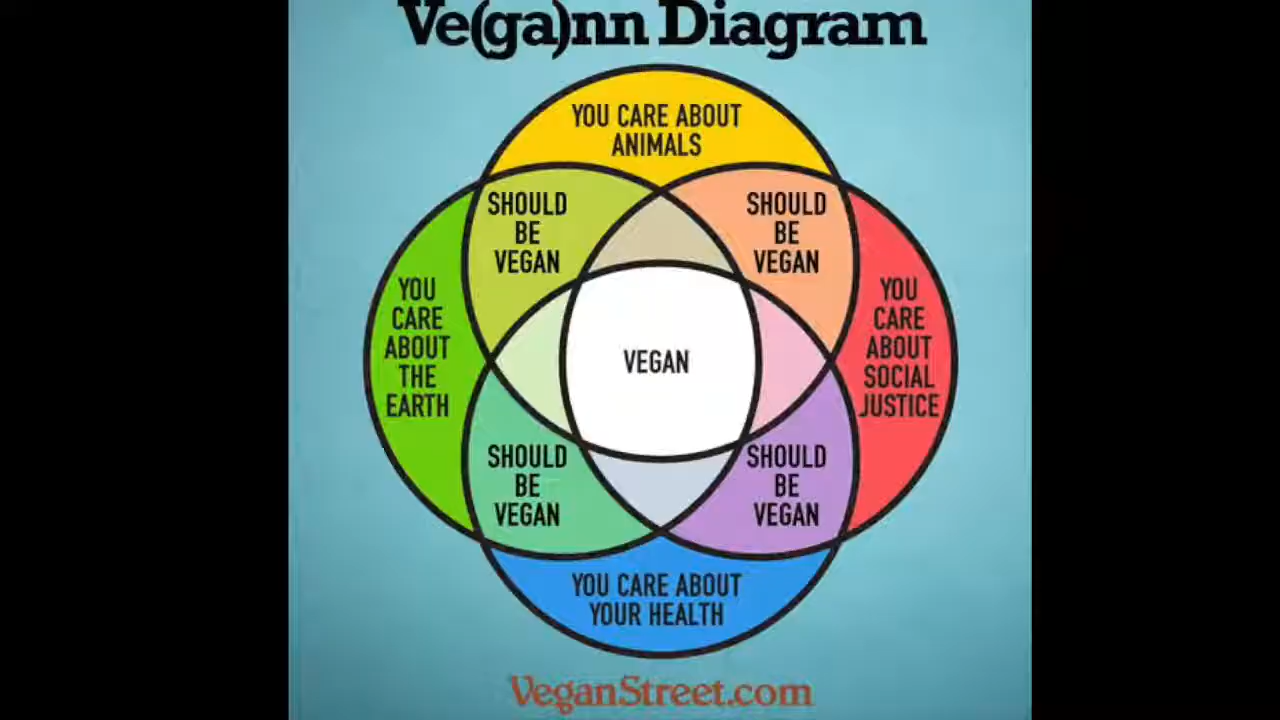 Ve(ga)nn Diagram
YOU CARE ABOUT
ANIMALS
SHOULD
BE
VEGAN
SHOULD
BE
VEGAN
YOU
CARE
ABOUT
THE
EARTH
VEGAN
YOU
CARE
ABOUT
SOCIAL
JUSTICE
SHOULD
BE
VEGAN
SHOULD
BE
VEGAN
YOU CARE ABOUT
YOUR HEALTH
VeganStreet.com